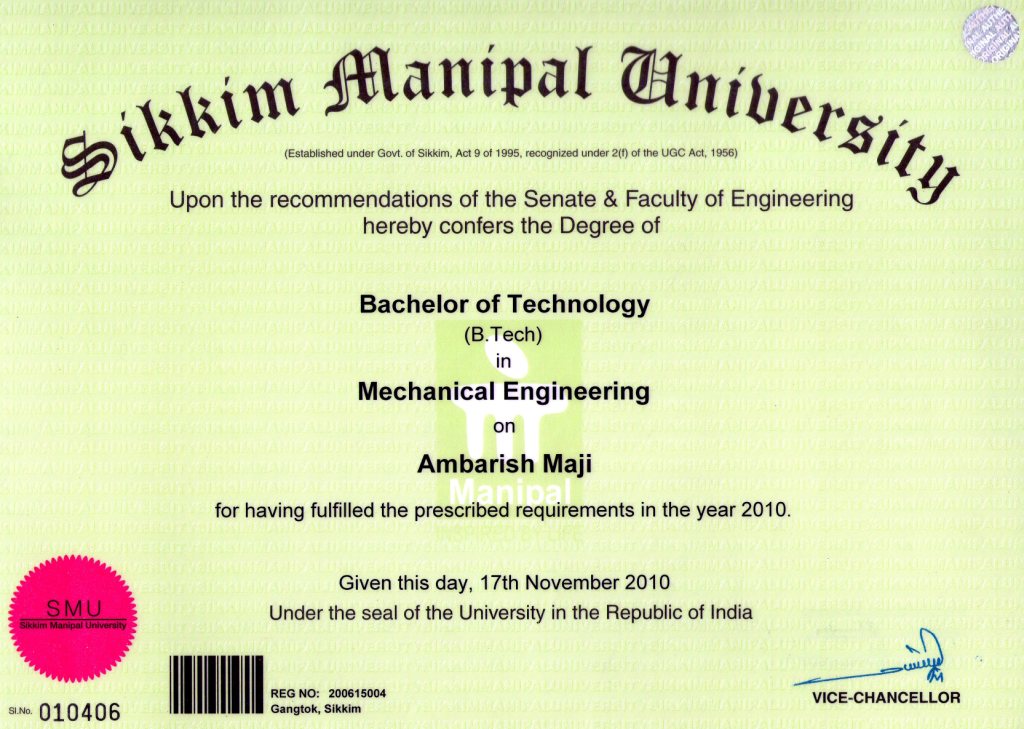 Sikkim Manipal University
(Established under Govt. of Sikkim, Act 9 of 1995, recognized under 2(f) of the UGC Act, 1956)
Upon the recommendations of the Senate & Faculty of Engineering
hereby confers the Degree of
Bachelor of Technology
(B.Tech)
in
Mechanical Engineering
on
Ambarish Maji
Manipal
for having fulfilled the prescribed requirements in the year 2010.
INSPIRED BY LIFE
Given this day, 17th November 2010
Under the seal of the University in the Republic of India
SMU
Sikkim Manipal University
REG NO: 200615004
Gangtok, Sikkim
Sl.No. 010406
VICE-CHANCELLOR